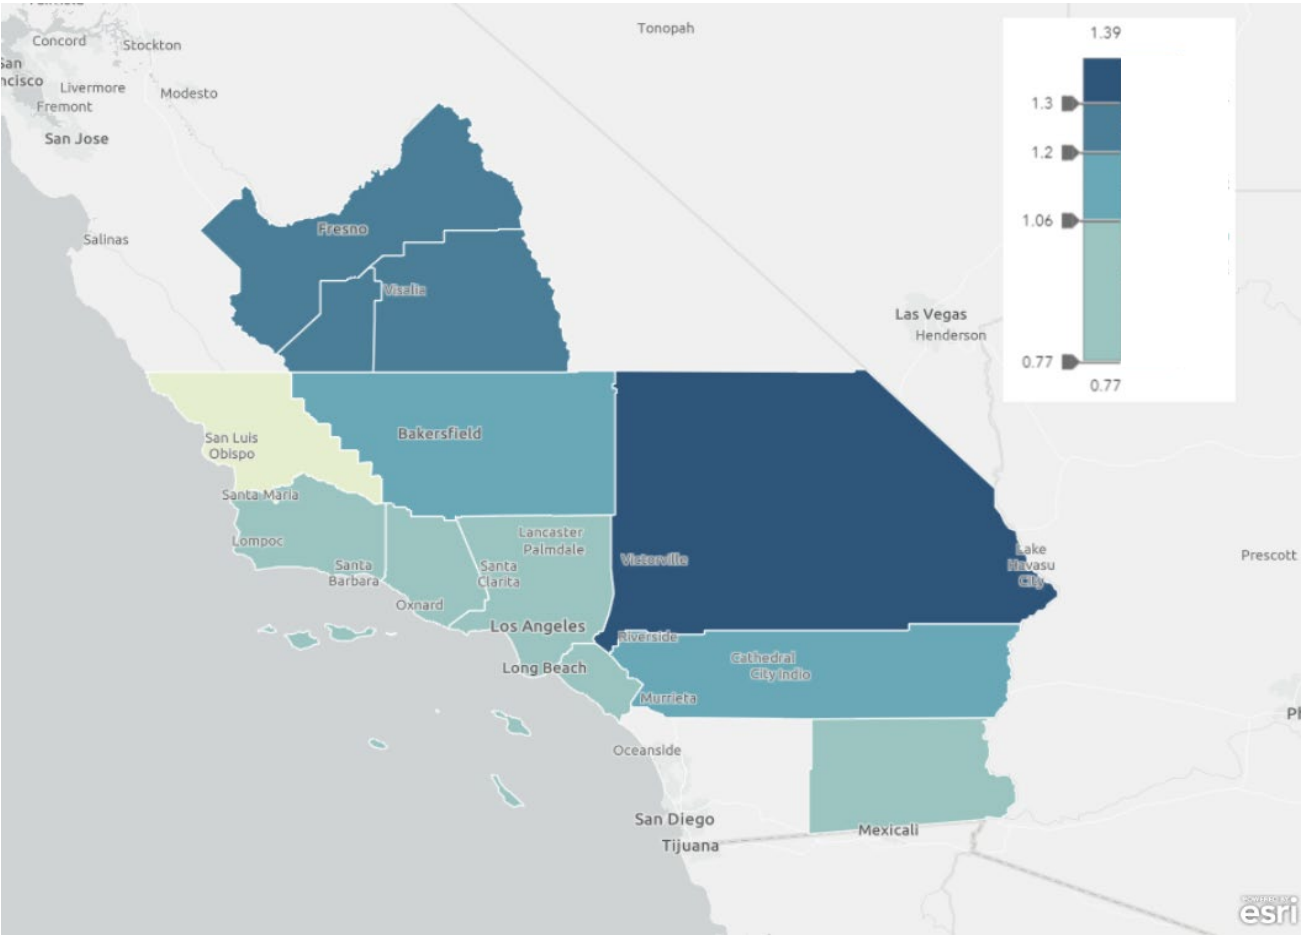 Concord
Stockton
San
ncisco
Livermore
Fremont
Modesto
San Jose
Tonopah
1.39
1.3
1.2
1.06
0.77
0.77
Fresno
Salinas
Visalia
Las Vegas
Henderson
Bakersfield
San Luis
Obispo
Santa Maria
Lompoc
Santa
Barbara
Oxnard
Santa
Clarita
Lancaster
Palmdale
Victorville
Lake
Havasu
City
Prescott
Los Angeles
Long Beach
Riverside
Cathedral
City Indio
Murrieta
Oceanside
San Diego
Tijuana
Mexicali
POWERED BY
esri